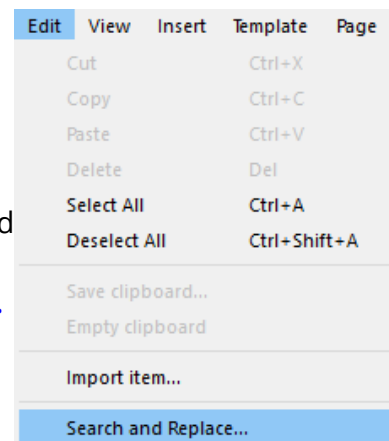 Edit View Insert Template Page
Cut Ctrl+X
Copy Ctrl+C
Paste Ctrl+V
Delete Del
Select All Ctrl+A
Deselect All Ctrl+Shift+A
Save clipboard...
Empty clipboard
Import item...
Search and Replace...